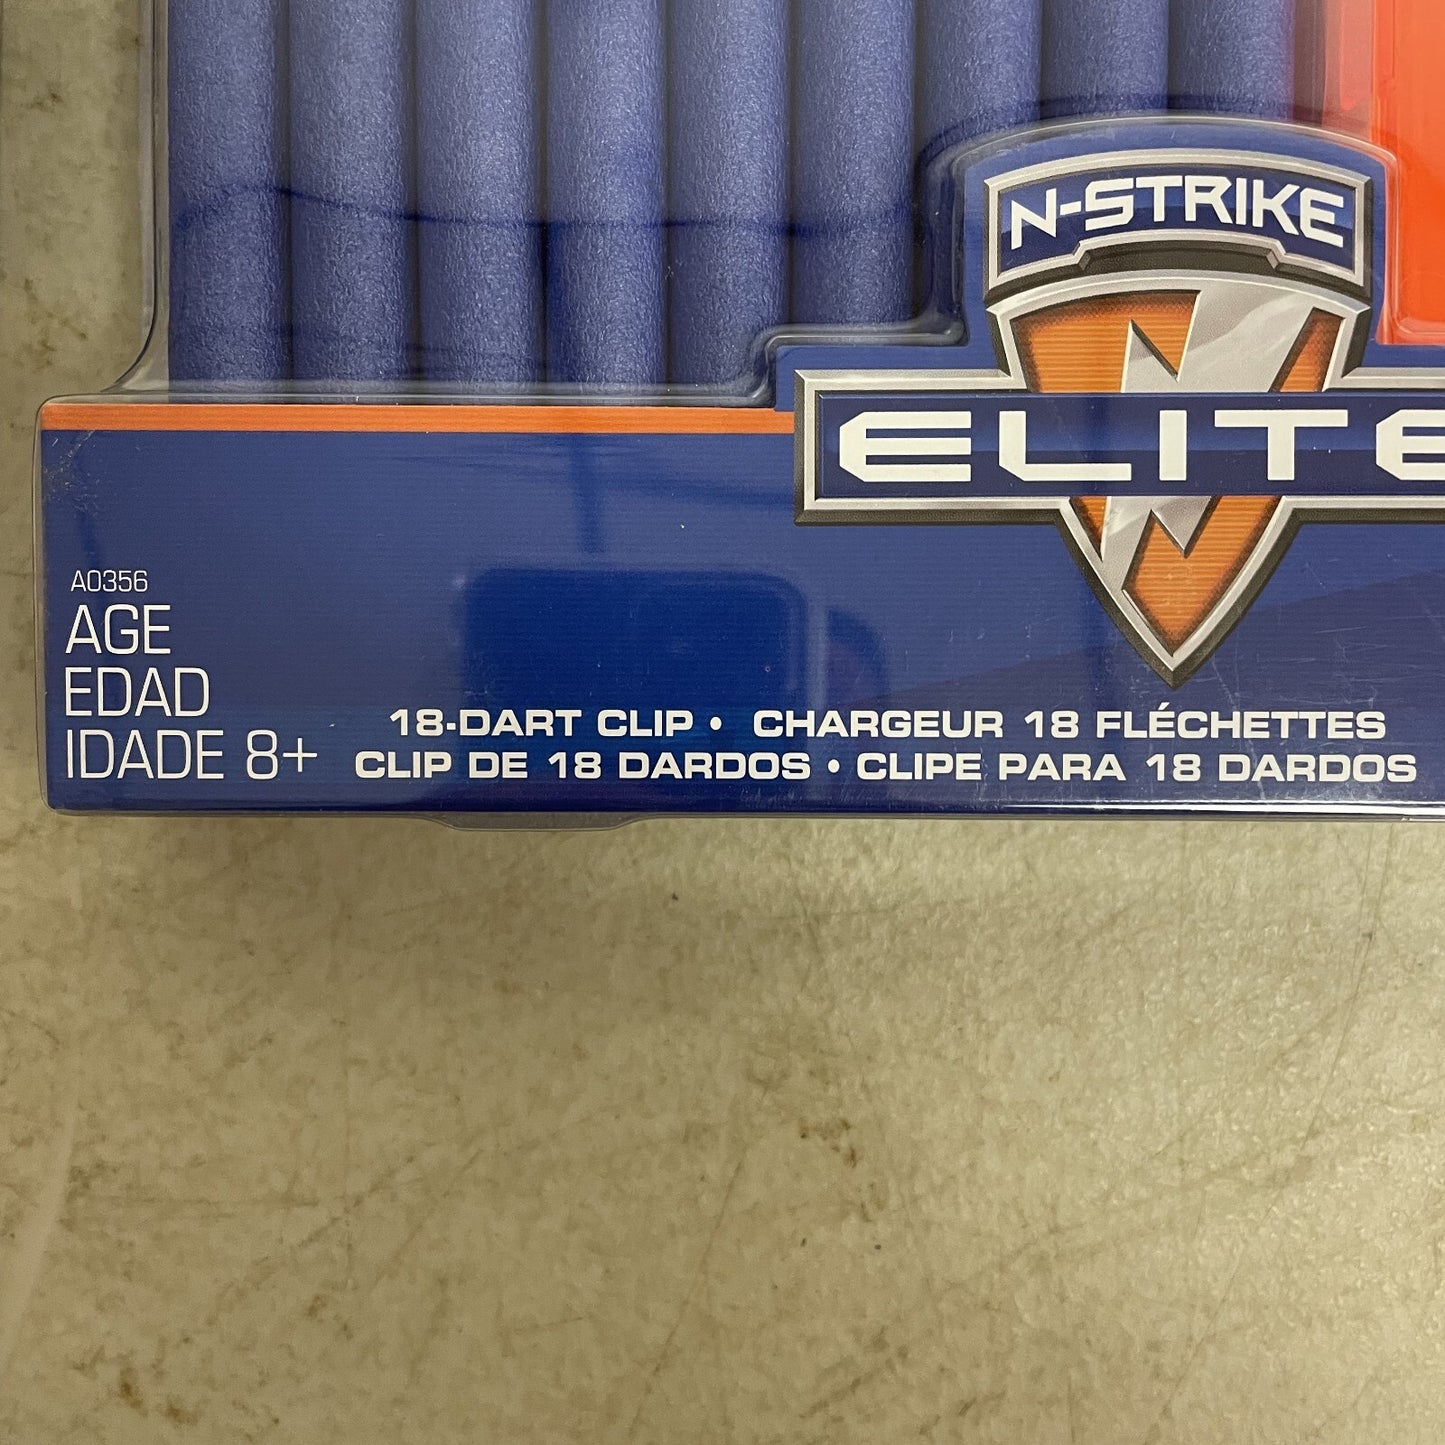 N-STRIKE
ELITE
A0356
AGE
EDAD
IDADE 8+
18-DART CLIP • CHARGEUR 18 FLÉCHETTES
CLIP DE 18 DARDOS • CLIPE PARA 18 DARDOS